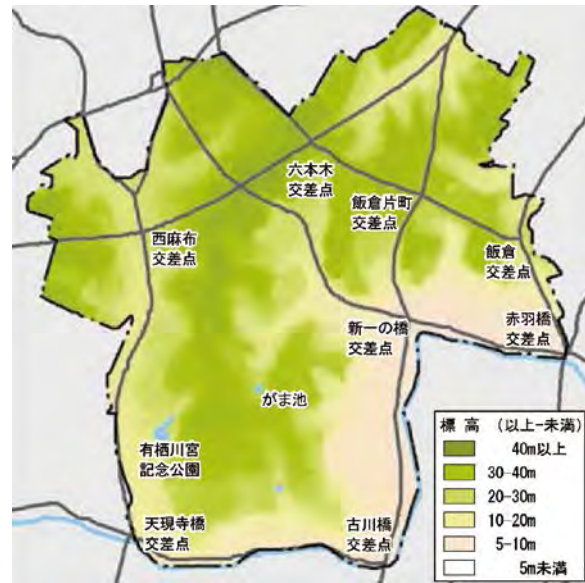 六本木
交差点
飯倉片町
交差点
西麻布
交差点
飯倉
交差点
新一の橋
交差点
赤羽橋
交差点
がま池
有栖川宮
記念公園
天現寺橋
交差点
古川橋
交差点
標高 (以上-未満)
40m以上
30-40m
20-30m
10-20m
5-10m
5m未満